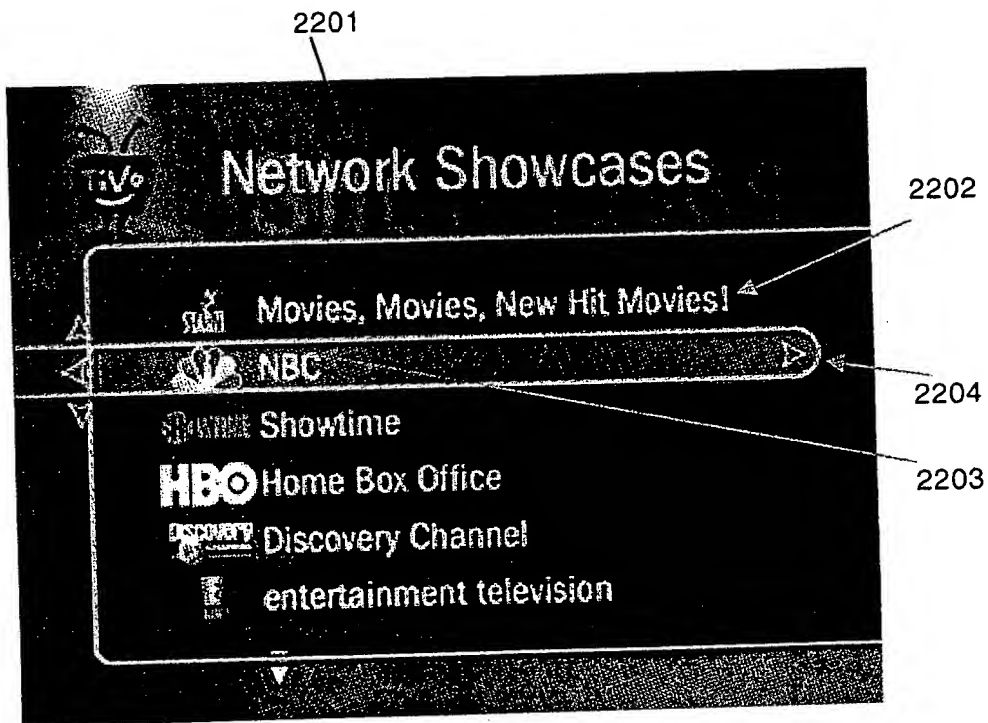 2201
TiVo
Network Showcases
2202
Movies, Movies, New Hit Movies!
NBC
2204
Showtime
2203
HBO Home Box Office
DISCOVERY Discovery Channel
entertainment television